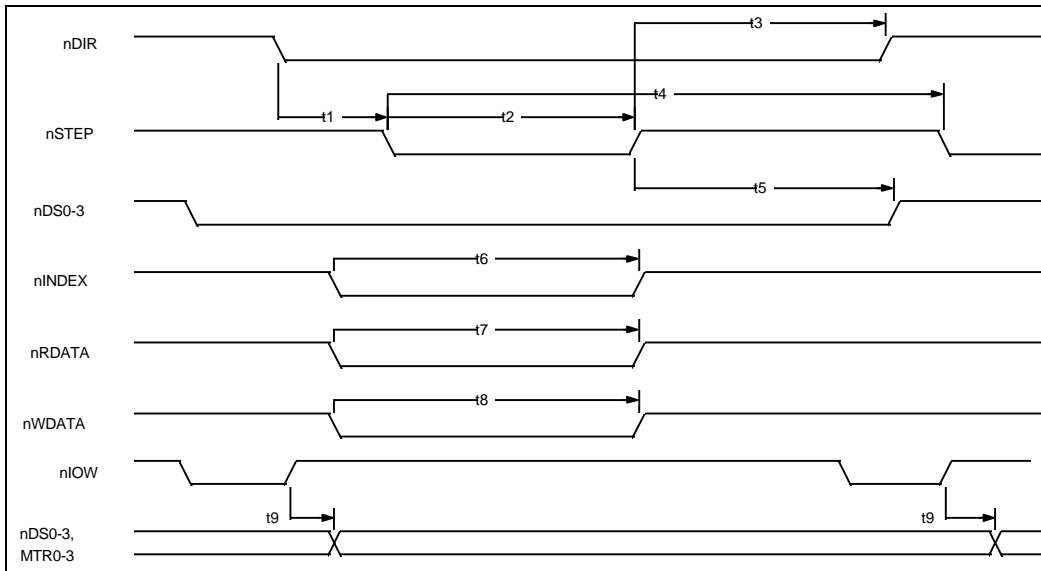 t3
nDIR
t4
t1
t2
nSTEP
t5
nDS0-3
t6
nINDEX
t7
nRDATA
t8
nWDATA
nIOW
t9
t9
nDS0-3,
MTR0-3